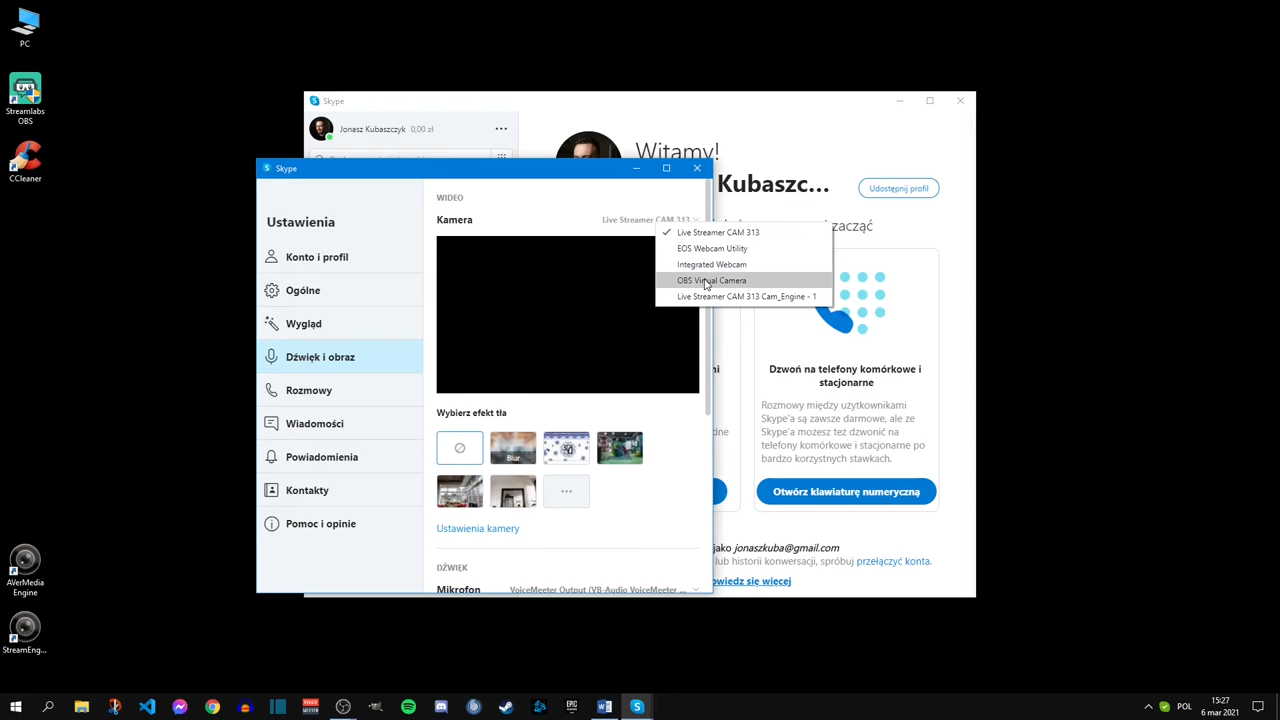 PC
Streamlabs
OBS
CCleaner
AVerMedia
Engine
StreamEng...
Skype
Jonasz Kubaszczyk 0,00 zł
Witamy!
Kubaszc...
Udostępnij profil
zacząć
Dzwoń na telefony komórkowe i
stacjonarne
Rozmowy między użytkownikami
Skype'a są zawsze darmowe, ale ze
Skype'a możesz też dzwonić na
telefony komórkowe i stacjonarne po
bardzo korzystnych stawkach.
Otwórz klawiaturę numeryczną
jako jonaszkuba@gmail.com
lub historii konwersacji, spróbuj przełączyć konta.
wiedz się więcej
Skype
Ustawienia
Konto i profil
Ogólne
Wygląd
Dźwięk i obraz
Rozmowy
Wiadomości
Powiadomienia
Kontakty
Pomoc i opinie
WIDEO
Kamera Live Streamer CAM 313
Live Streamer CAM 313
EOS Webcam Utility
Integrated Webcam
OBS Virtual Camera
Live Streamer CAM 313 Cam_Engine - 1
Wybierz efekt tła
Blur
Ustawienia kamery
DŹWIĘK
Mikrofon VoiceMeeter Output (VB-Audio VoiceMeeter ...
EPIC
POL
15:27
6 mar 2021